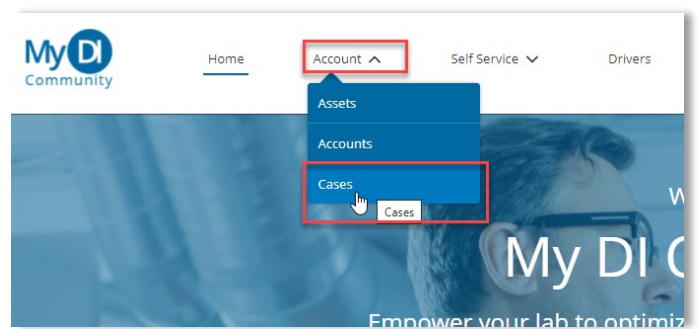 My DI
Community
Home
Account
Self Service
Drivers
Assets
Accounts
Cases
Cases
W
My DI C
Empower your lab to optimiz